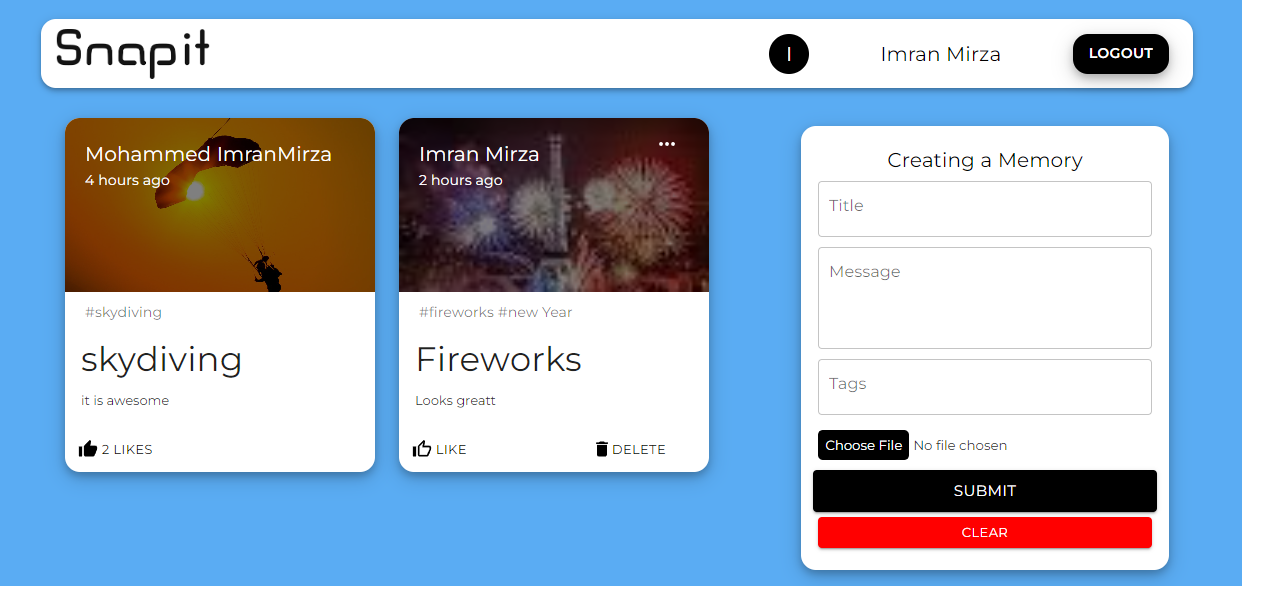 Snapit
I
Imran Mirza
LOGOUT
Mohammed ImranMirza
4 hours ago
#skydiving
skydiving
it is awesome
2 LIKES
Imran Mirza
2 hours ago
#fireworks #new Year
Fireworks
Looks greatt
LIKE
DELETE
Creating a Memory
Title
Message
Tags
Choose File No file chosen
SUBMIT
CLEAR